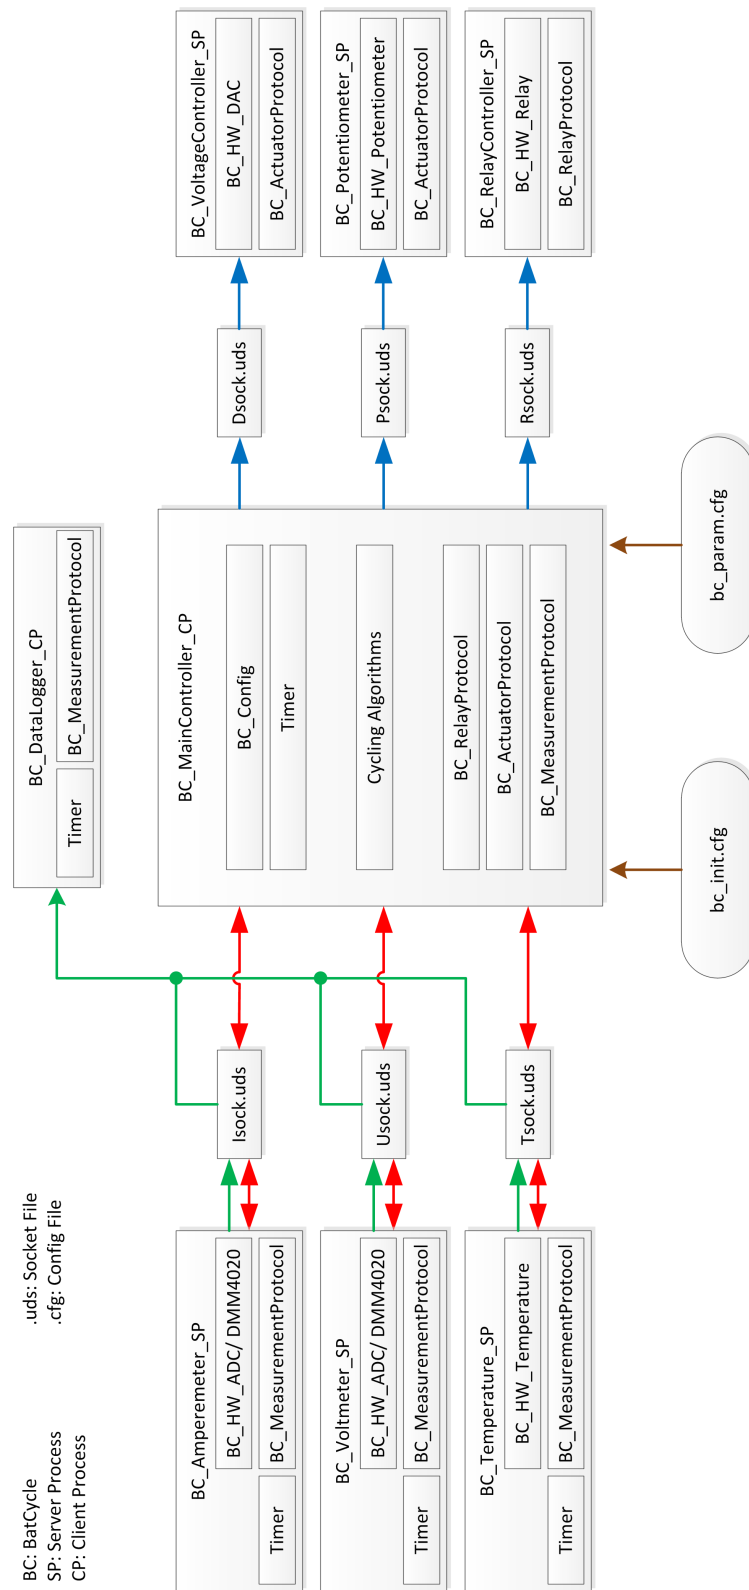 BC: BatCycle
SP: Server Process
CP: Client Process
.uds: Socket File
.cfg: Config File
BC_DataLogger_CP
Timer
BC_MeasurementProtocol
BC_Amperemeter_SP
BC_HW_ADC/ DMM4020
Timer
BC_MeasurementProtocol
Isock.uds
BC_Voltmeter_SP
BC_HW_ADC/ DMM4020
Timer
BC_MeasurementProtocol
Usock.uds
BC_Temperature_SP
BC_HW_Temperature
Timer
BC_MeasurementProtocol
Tsock.uds
BC_MainController_CP
BC_Config
Timer
Cycling Algorithms
BC_RelayProtocol
BC_ActuatorProtocol
BC_MeasurementProtocol
Dsock.uds
BC_VoltageController_SP
BC_HW_DAC
BC_ActuatorProtocol
Psock.uds
BC_Potentiometer_SP
BC_HW_Potentiometer
BC_ActuatorProtocol
Rsock.uds
BC_RelayController_SP
BC_HW_Relay
BC_RelayProtocol
bc_init.cfg
bc_param.cfg